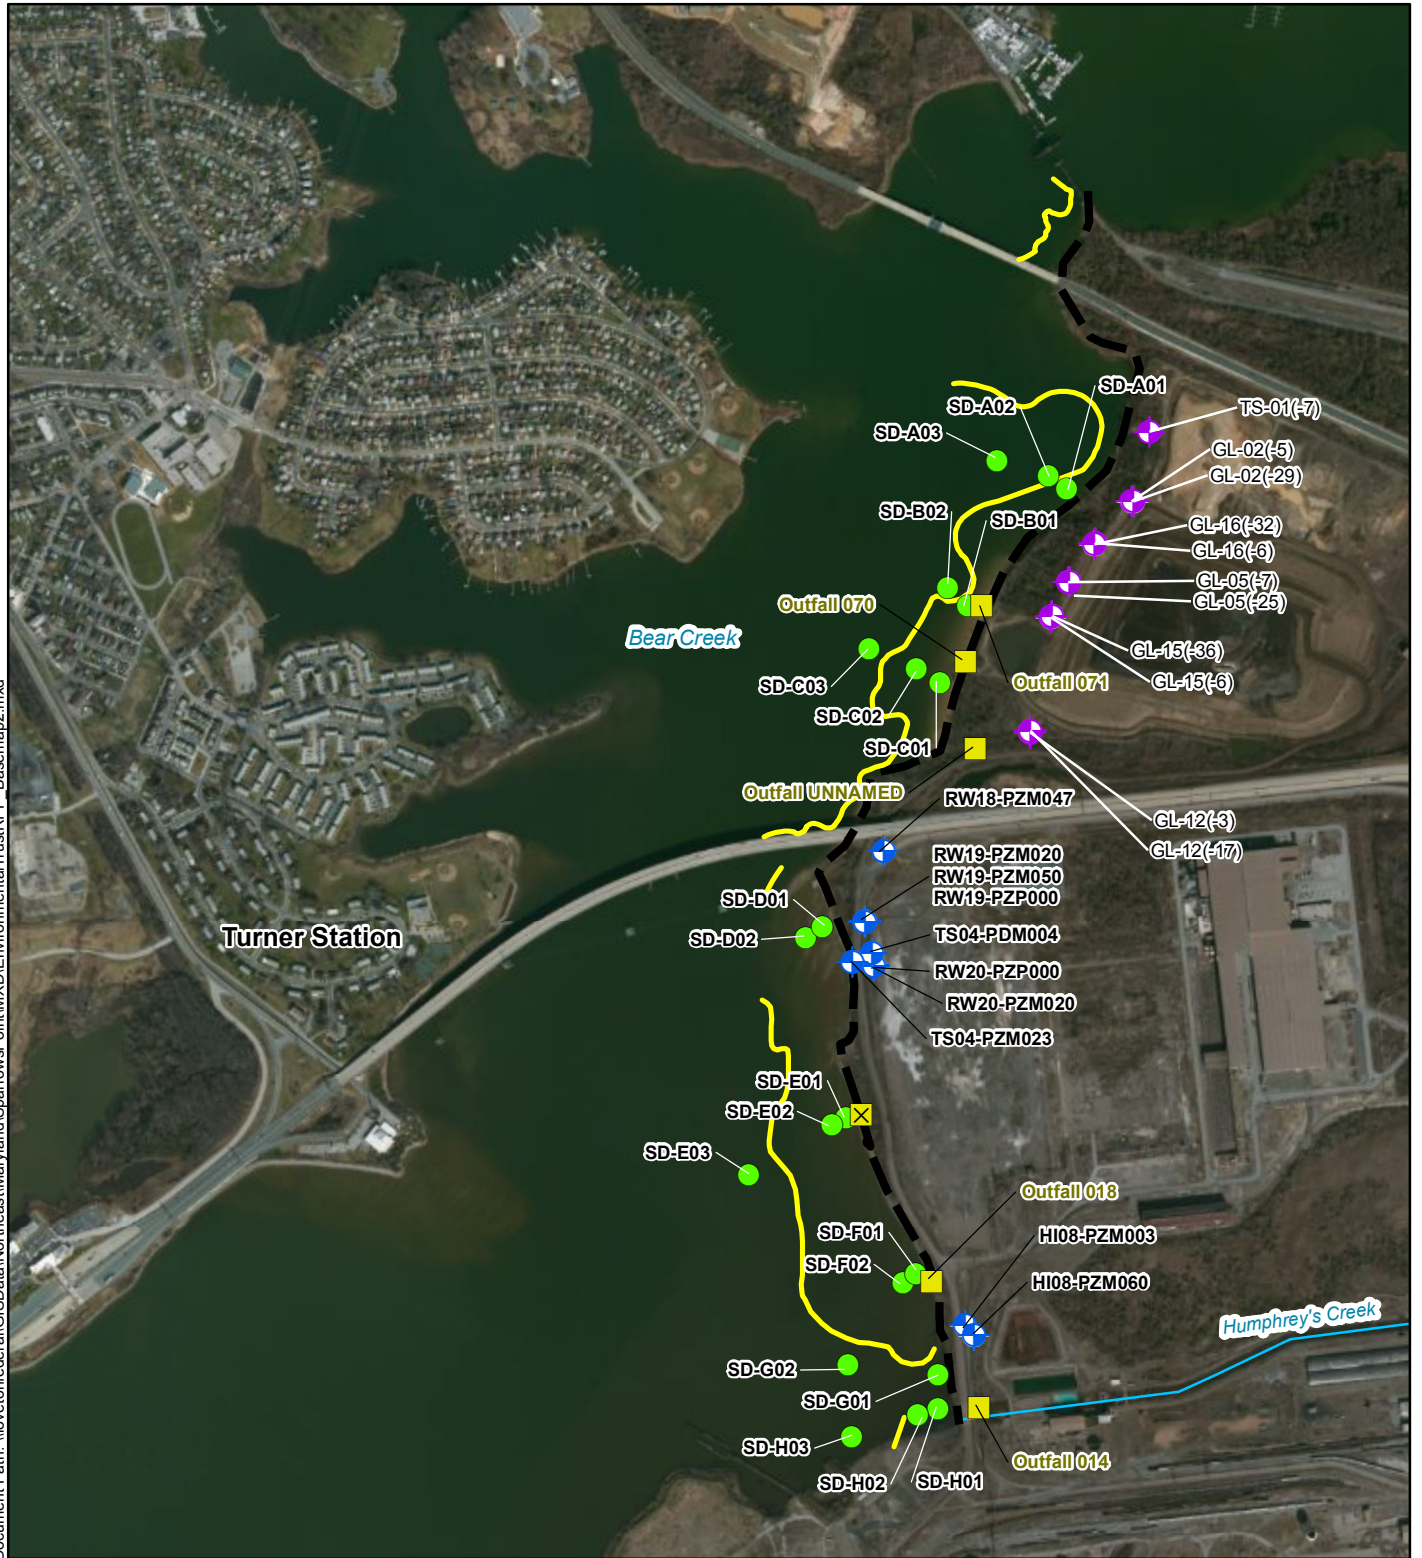 SD-A01
SD-A02
TS-01(-7)
SD-A03
GL-02(-5)
GL-02(-29)
SD-B02
SD-B01
GL-16(-32)
GL-16(-6)
GL-05(-7)
GL-05(-25)
Outfall 070
Bear Creek
GL-15(-36)
SD-C03
Outfall 071
GL-15(-6)
SD-C02
SD-C01
Outfall UNNAMED
RW18-PZM047
GL-12(-3)
GL-12(-17)
RW19-PZM020
RW19-PZM050
RW19-PZP000
SD-D01
Turner Station
SD-D02
TS04-PDM004
RW20-PZP000
RW20-PZM020
TS04-PZM023
SD-E01
SD-E02
SD-E03
Outfall 018
SD-F01
HI08-PZM003
SD-F02
HI08-PZM060
Humphrey's Creek
SD-G02
SD-G01
SD-H03
Outfall 014
SD-H02
SD-H01